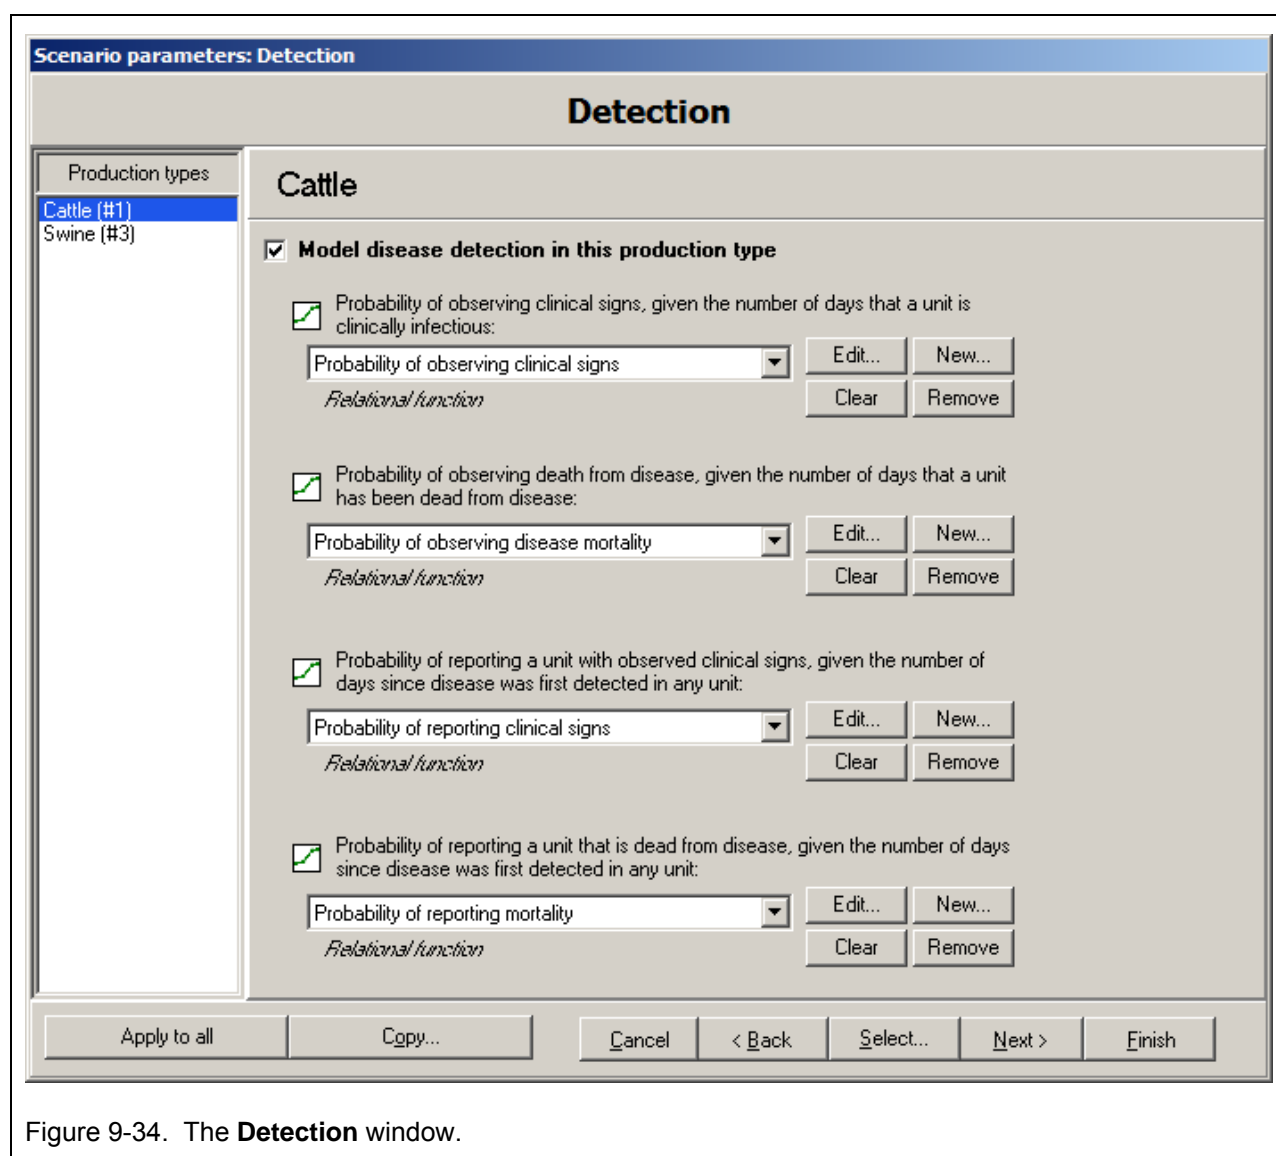 Scenario parameters: Detection
Detection
Production types
Cattle (#1)
Swine (#3)
Cattle
Model disease detection in this production type
Probability of observing clinical signs, given the number of days that a unit is
clinically infectious:
Probability of observing clinical signs
Edit...
New...
Relational function
Clear
Remove
Probability of observing death from disease, given the number of days that a unit
has been dead from disease:
Probability of observing disease mortality
Edit...
New...
Relational function
Clear
Remove
Probability of reporting a unit with observed clinical signs, given the number of
days since disease was first detected in any unit:
Probability of reporting clinical signs
Edit...
New...
Relational function
Clear
Remove
Probability of reporting a unit that is dead from disease, given the number of days
since disease was first detected in any unit:
Probability of reporting mortality
Edit...
New...
Relational function
Clear
Remove
Apply to all
Copy...
Cancel
< Back
Select...
Next >
Finish
Figure 9-34. The Detection window.